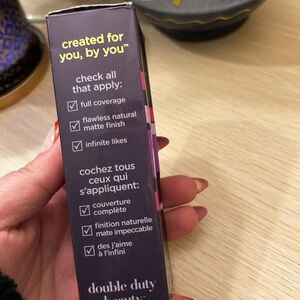 created for
you, by you™
check all
that apply:
☑ full coverage
☑ flawless natural
matte finish
☑ infinite likes
cochez tous
ceux qui
s'appliquent:
☑ couverture
complète
☑ finition naturelle
mate impeccable
☑ des j'aime
à l'infini
double duty
beauty